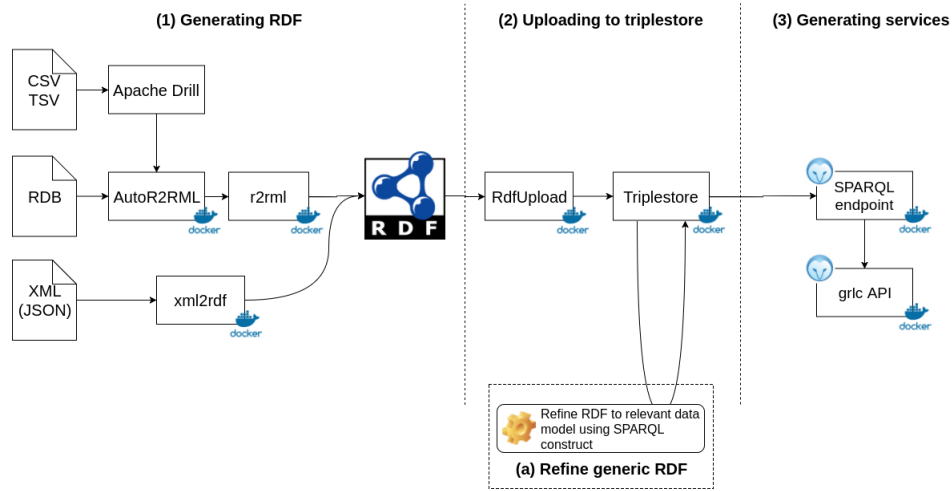 (1) Generating RDF
(2) Uploading to triplestore
(3) Generating services
CSV
TSV
Apache Drill
RDB
AutoR2RML
docker
r2rml
docker
RDF
RdfUpload
docker
Triplestore
docker
SPARQL
endpoint
docker
XML
(JSON)
xml2rdf
docker
grlc API
docker
Refine RDF to relevant data
model using SPARQL
construct
(a) Refine generic RDF